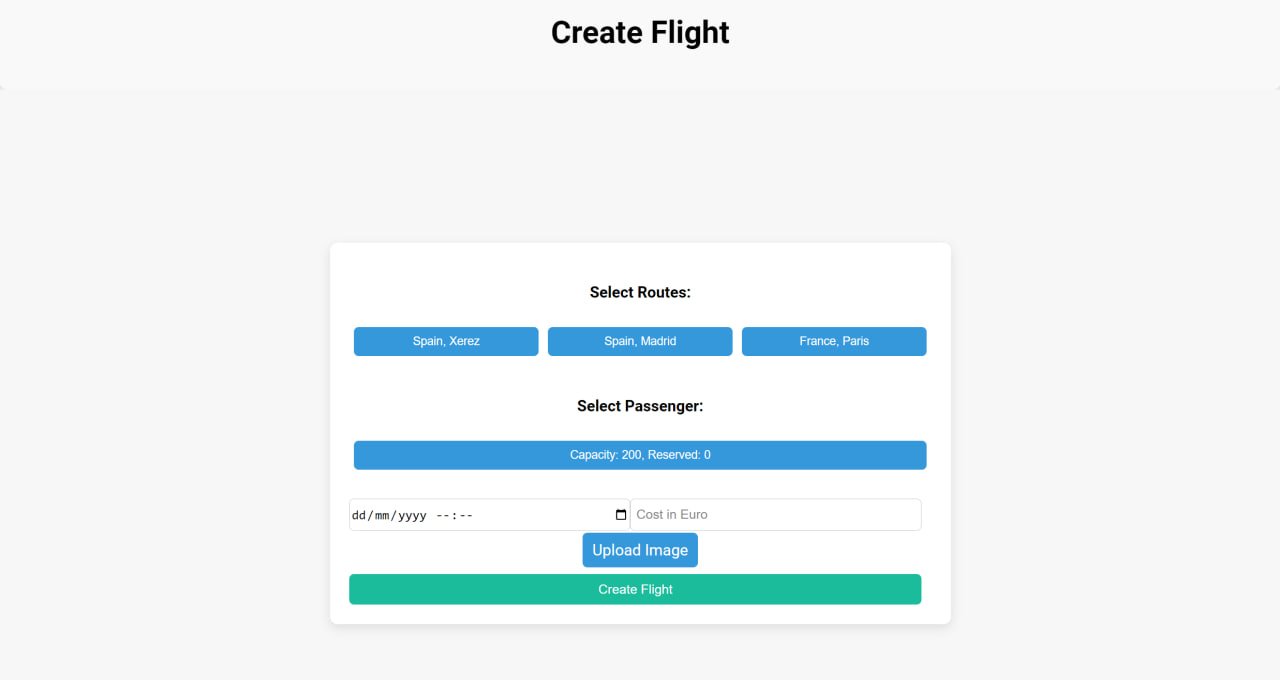 Create Flight
Select Routes:
Spain, Xerez Spain, Madrid France, Paris
Select Passenger:
Capacity: 200, Reserved: 0
dd/mm/yyyy --:-- Cost in Euro
Upload Image
Create Flight